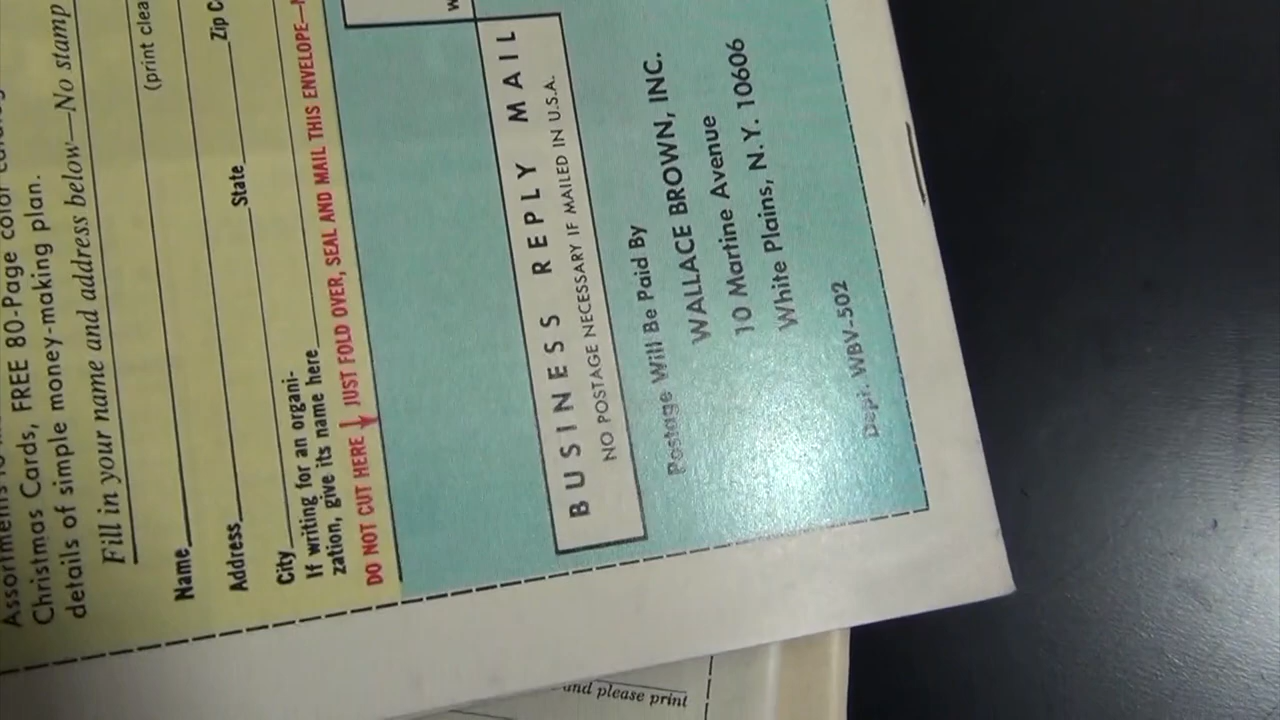 Christmas Cards, FREE 80-Page color
details of simple money-making plan.
Fill in your name and address below—No stamp
(print
Name
Address State Zip
City
If writing for an organi-
zation, give its name here
DO NOT CUT HERE JUST FOLD OVER, SEAL AND MAIL THIS ENVELOPE—
BUSINESS REPLY MAIL
NO POSTAGE NECESSARY IF MAILED IN U.S.A.
Postage Will Be Paid By
WALLACE BROWN, INC.
10 Martine Avenue
White Plains, N.Y. 10606
Dept. WBV-502
and please print